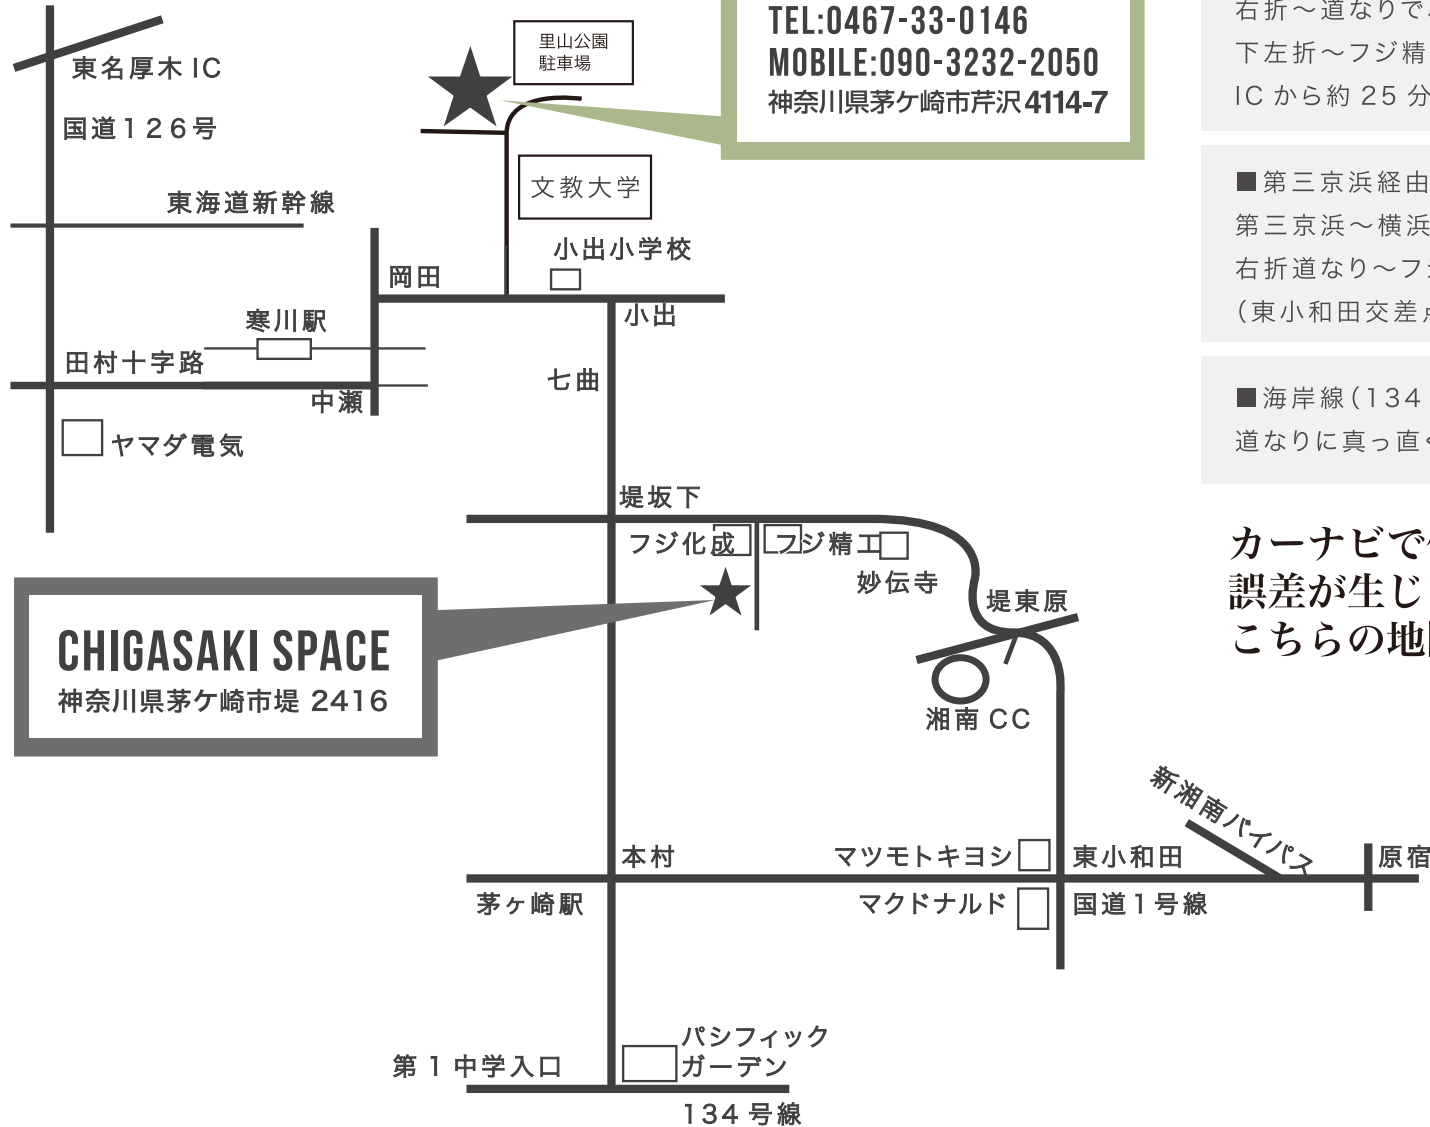 東名厚木 IC
国道126号
東海道新幹線
岡田
寒川駅
田村十字路
中瀬
ヤマダ電気
里山公園
駐車場
文教大学
小出小学校
小出
七曲
TEL:0467-33-0146
MOBILE:090-3232-2050
神奈川県茅ケ崎市芹沢4114-7
堤坂下
フジ化成
フジ精工
妙伝寺
堤東原
湘南 CC
CHIGASAKI SPACE
神奈川県茅ケ崎市堤 2416
本村
茅ヶ崎駅
マツモトキヨシ
マクドナルド
東小和田
国道1号線
新湘南バイパス
原宿
パシフィック
ガーデン
第 1 中学入口
134 号線
右折〜道なりで
下左折〜フジ精
IC から約 25 分
■第三京浜経由
第三京浜〜横浜
右折道なり〜フ
（東小和田交差
■海岸線（134
道なりに真っ直
カーナビで
誤差が生じ
こちらの地